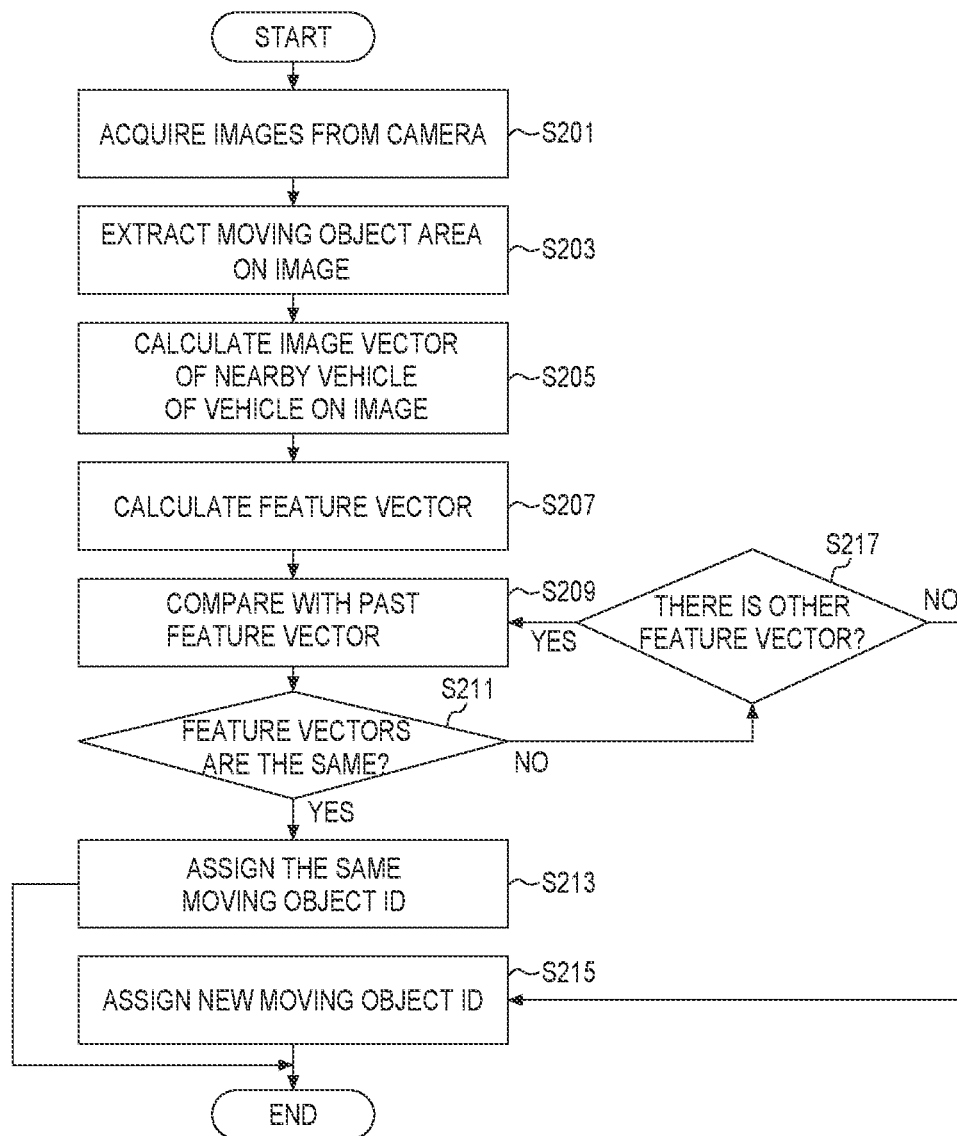 START
ACQUIRE IMAGES FROM CAMERA
S201
EXTRACT MOVING OBJECT AREA
ON IMAGE
S203
CALCULATE IMAGE VECTOR
OF NEARBY VEHICLE
OF VEHICLE ON IMAGE
S205
CALCULATE FEATURE VECTOR
S207
COMPARE WITH PAST
FEATURE VECTOR
S209
S217
THERE IS OTHER
FEATURE VECTOR?
YES
NO
S211
FEATURE VECTORS
ARE THE SAME?
NO
YES
ASSIGN THE SAME
MOVING OBJECT ID
S213
ASSIGN NEW MOVING OBJECT ID
S215
END